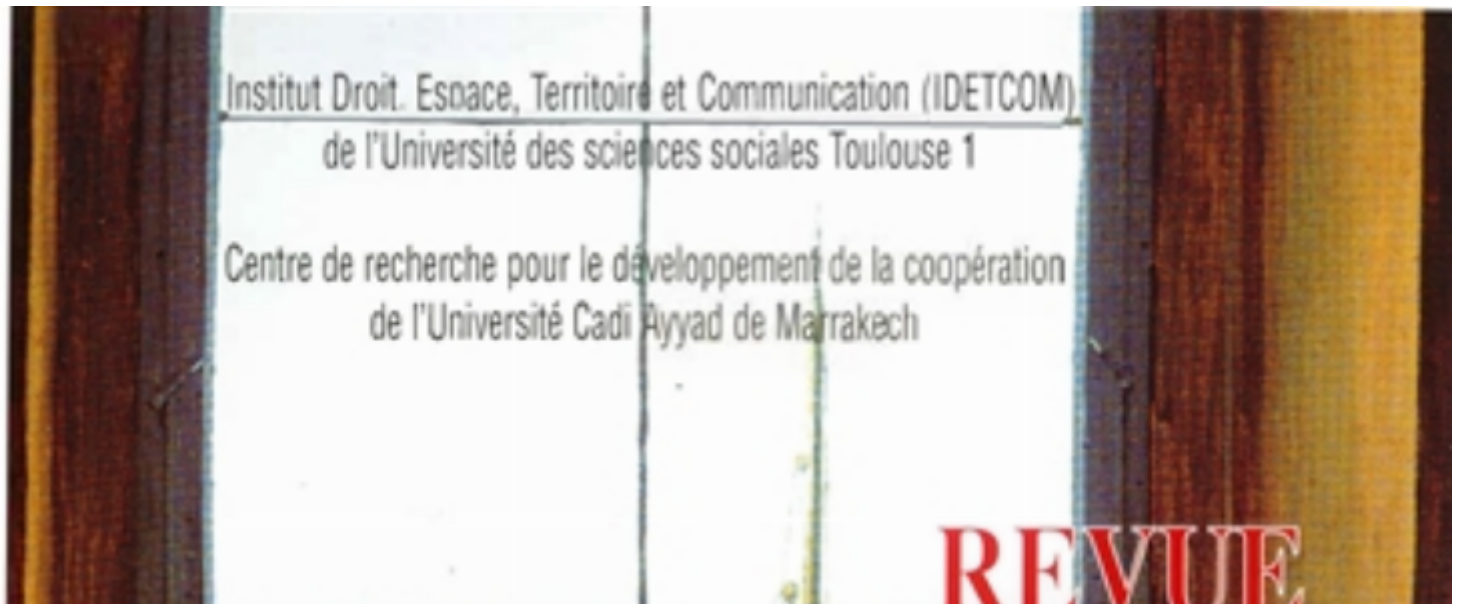 Institut Droit. Espace, Territoire et Communication (IDETCOM)
de l'Université des sciences sociales Toulouse 1
Centre de recherche pour le développement de la coopération
de l'Université Cadi Ayyad de Marrakech
REVUE